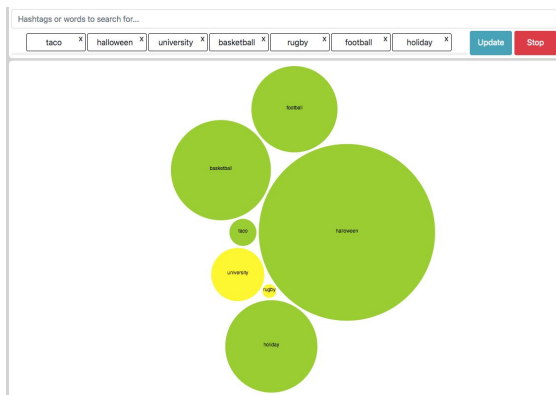 Hashtags or words to search for...
taco x halloween x university x basketball x rugby x football x holiday x Update Stop
football
basketball
taco
halloween
university
rugby
holiday